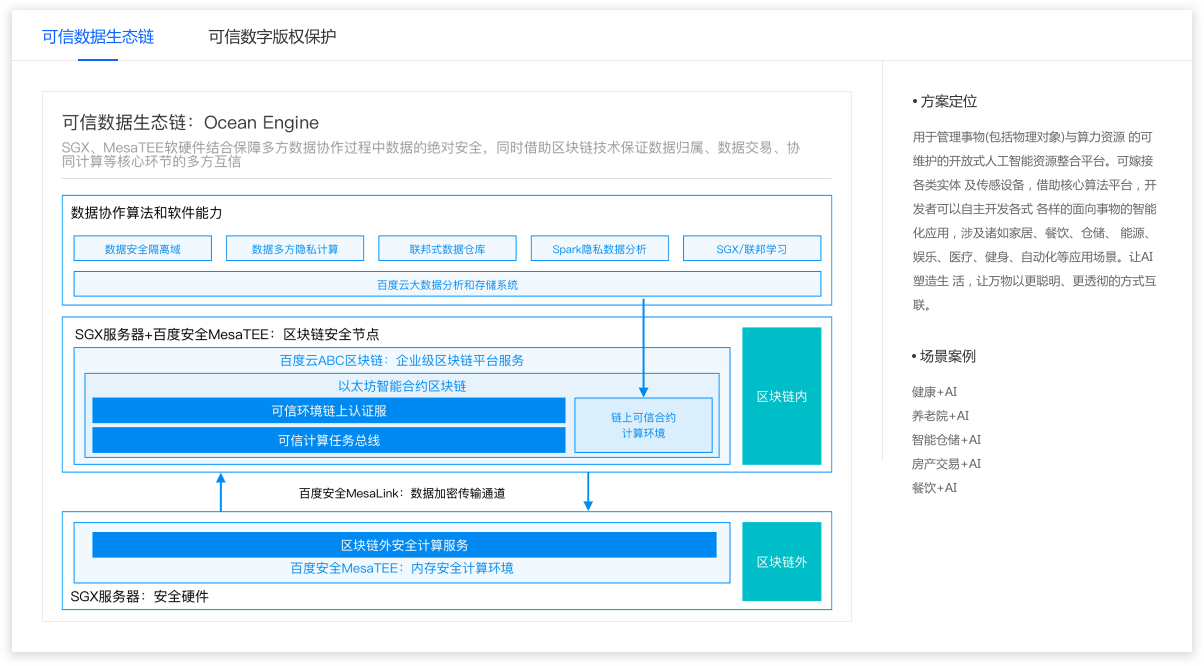 可信数据生态链
可信数字版权保护
可信数据生态链：Ocean Engine
SGX、MesaTEE软硬件结合保障多方数据协作过程中数据的绝对安全，同时借助区块链技术保证数据归属、数据交易、协
同计算等核心环节的多方互信
数据协作算法和软件能力
数据安全隔离域
数据多方隐私计算
联邦式数据仓库
Spark隐私数据分析
SGX/联邦学习
百度云大数据分析和存储系统
SGX服务器+百度安全MesaTEE：区块链安全节点
百度云ABC区块链：企业级区块链平台服务
以太坊智能合约区块链
可信环境链上认证服
可信计算任务总线
链上可信合约
计算环境
区块链内
百度安全MesaLink：数据加密传输通道
区块链外安全计算服务
百度安全MesaTEE：内存安全计算环境
SGX服务器：安全硬件
区块链外
• 方案定位
用于管理事物(包括物理对象)与算力资源 的可
维护的开放式人工智能资源整合平台。可嫁接
各类实体 及传感设备，借助核心算法平台，开
发者可以自主开发各式 各样的面向事物的智能
化应用，涉及诸如家居、餐饮、仓储、 能源、
娱乐、医疗、健身、自动化等应用场景。让AI
塑造生 活，让万物以更聪明、更透彻的方式互
联。
• 场景案例
健康+AI
养老院+AI
智能仓储+AI
房产交易+AI
餐饮+AI